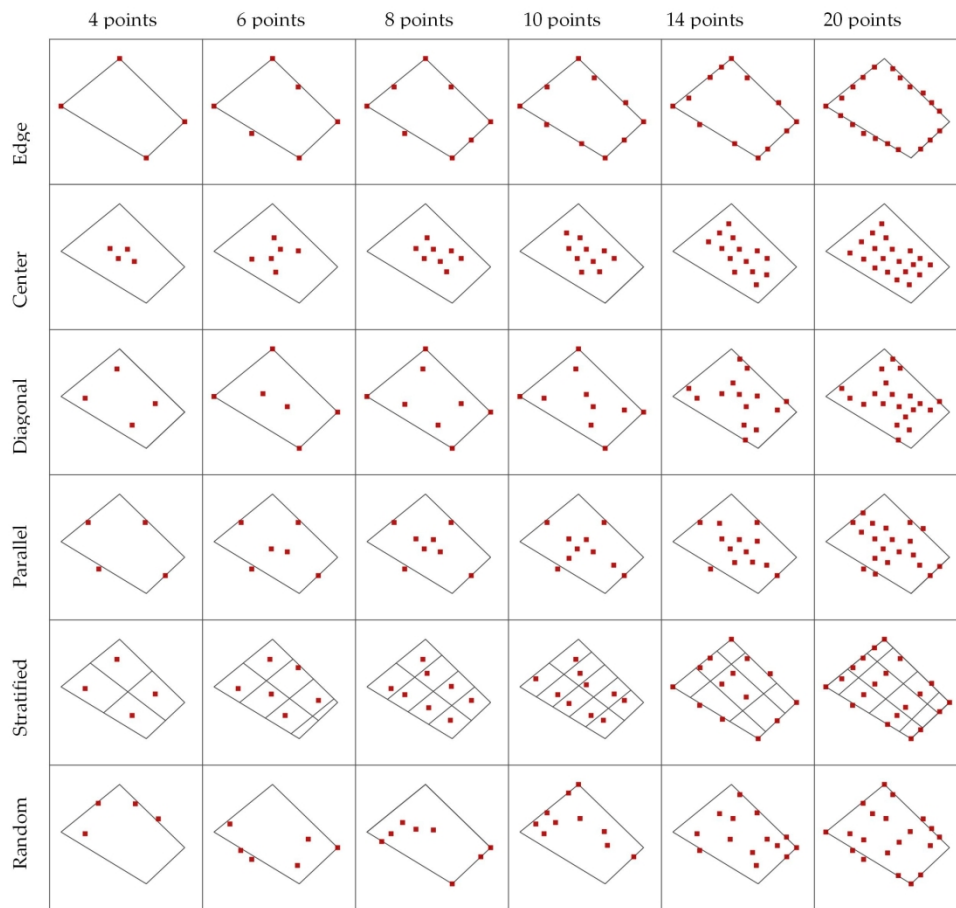 4 points 6 points 8 points 10 points 14 points 20 points
Edge
Center
Diagonal
Parallel
Stratified
Random